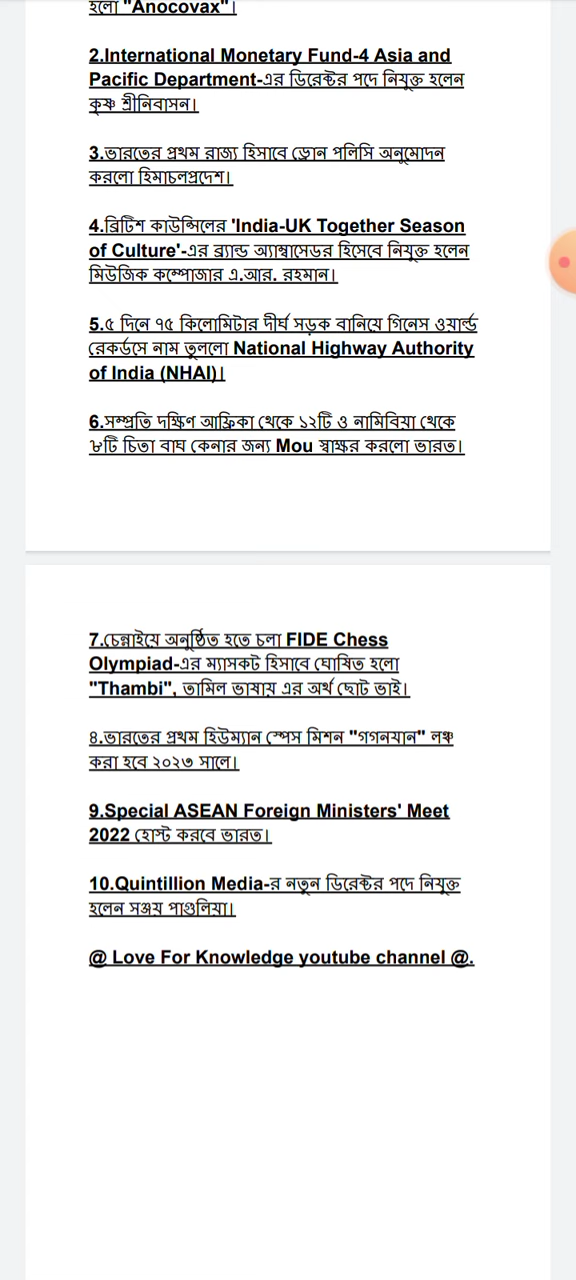 হলো "Anocovax"।
2.International Monetary Fund-4 Asia and
Pacific Department-এর ডিরেক্টর পদে নিযুক্ত হলেন
কৃষ্ণ শ্রীনিবাসন।
3.ভারতের প্রথম রাজ্য হিসাবে ড্রোন পলিসি অনুমোদন
করলো হিমাচলপ্রদেশ।
4.ব্রিটিশ কাউন্সিলের 'India-UK Together Season
of Culture'-এর ব্র্যান্ড অ্যাম্বাসেডর হিসেবে নিযুক্ত হলেন
মিউজিক কম্পোজার এ.আর. রহমান।
5.৫ দিনে ৭৫ কিলোমিটার দীর্ঘ সড়ক বানিয়ে গিনেস ওয়ার্ল্ড
রেকর্ডসে নাম তুললো National Highway Authority
of India (NHAI)।
6.সম্প্রতি দক্ষিণ আফ্রিকা থেকে ১২টি ও নামিবিয়া থেকে
৮টি চিতা বাঘ কেনার জন্য Mou স্বাক্ষর করলো ভারত।
7.চেন্নাইয়ে অনুষ্ঠিত হতে চলা FIDE Chess
Olympiad-এর ম্যাসকট হিসাবে ঘোষিত হলো
"Thambi", তামিল ভাষায় এর অর্থ ছোট ভাই।
৪.ভারতের প্রথম হিউম্যান স্পেস মিশন "গগনযান" লঞ্চ
করা হবে ২০২৩ সালে।
9.Special ASEAN Foreign Ministers' Meet
2022 হোস্ট করবে ভারত।
10.Quintillion Media-র নতুন ডিরেক্টর পদে নিযুক্ত
হলেন সঞ্জয় পাগুলিয়া।
@ Love For Knowledge youtube channel @.